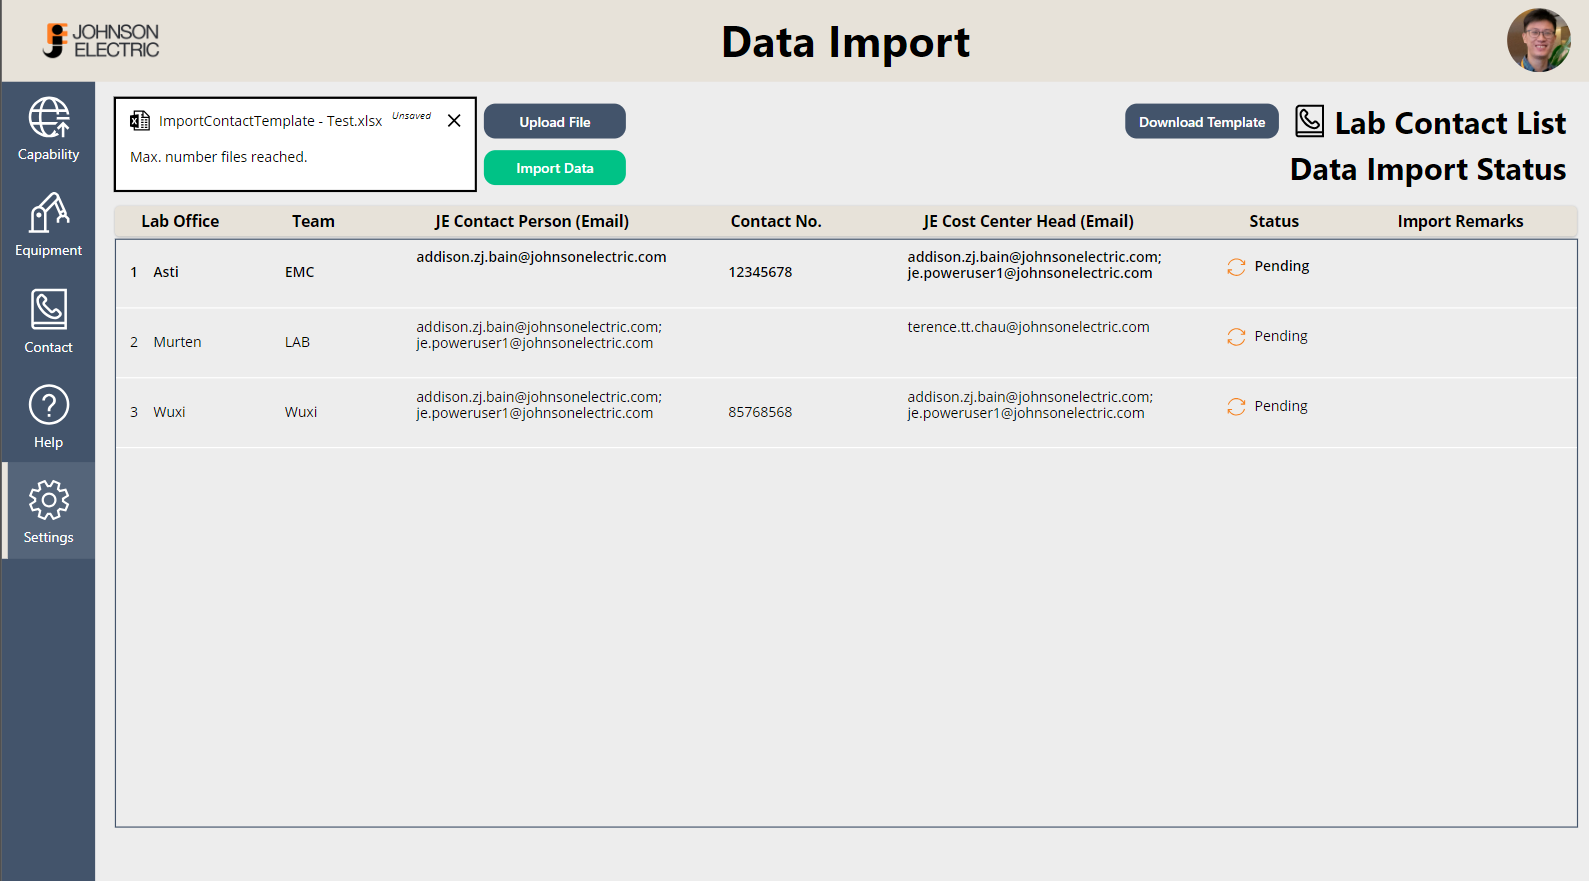 JOHNSON
ELECTRIC
Data Import
Capability
Equipment
Contact
Help
Settings
ImportContactTemplate - Test.xlsx Unsaved
Max. number files reached.
Upload File
Import Data
Download Template
Lab Contact List
Data Import Status
Lab Office Team JE Contact Person (Email) Contact No. JE Cost Center Head (Email) Status Import Remarks
1 Asti EMC addison.zj.bain@johnsonelectric.com 12345678 addison.zj.bain@johnsonelectric.com; Pending
je.poweruser1@johnsonelectric.com
2 Murten LAB addison.zj.bain@johnsonelectric.com; terence.tt.chau@johnsonelectric.com Pending
je.poweruser1@johnsonelectric.com
3 Wuxi Wuxi addison.zj.bain@johnsonelectric.com; 85768568 addison.zj.bain@johnsonelectric.com; Pending
je.poweruser1@johnsonelectric.com je.poweruser1@johnsonelectric.com